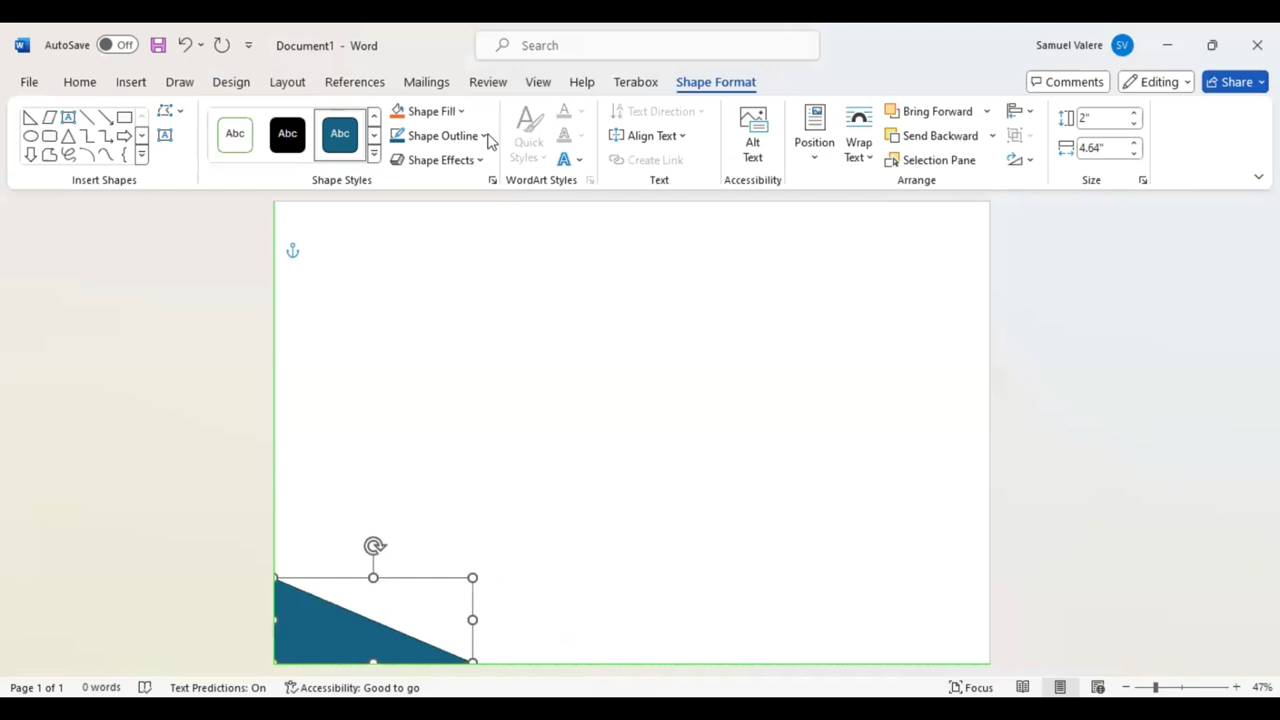 AutoSave Off Document1 - Word Search Samuel Valere SV
File Home Insert Draw Design Layout References Mailings Review View Help Terabox Shape Format Comments Editing Share
Abc Abc Abc
Shape Fill
Shape Outline
Shape Effects
Quick
Styles
Text Direction
Align Text
Create Link
Alt
Text
Position
Wrap
Text
Bring Forward
Send Backward
Selection Pane
2"
4.64"
Insert Shapes Shape Styles WordArt Styles Text Accessibility Arrange Size
Page 1 of 1 0 words Text Predictions: On Accessibility: Good to go Focus 47%